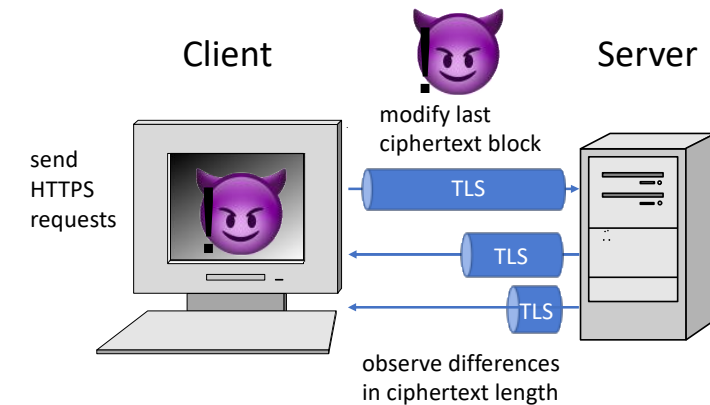 Client
Server
modify last
ciphertext block
send
HTTPS
requests
TLS
TLS
TLS
observe differences
in ciphertext length